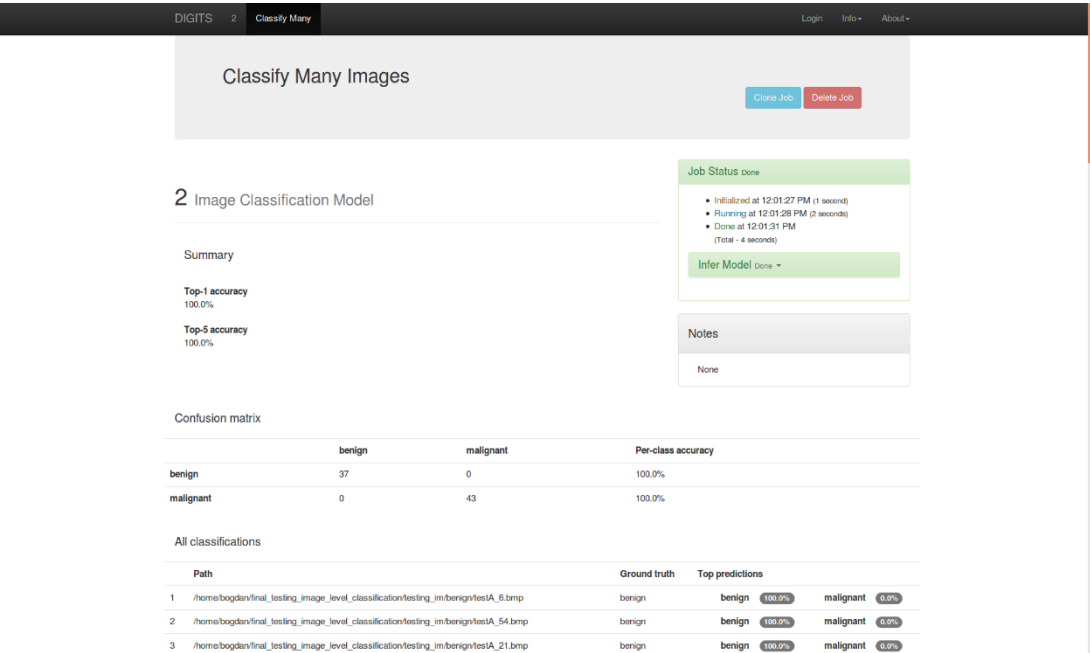 DIGITS 2 Classify Many Login Info About
Classify Many Images
Clone Job Delete Job
Job Status Done
Initialized at 12:01:27 PM (1 second)
Running at 12:01:28 PM (2 seconds)
Done at 12:01:31 PM
(Total - 4 seconds)
Infer Model Done
2 Image Classification Model
Summary
Top-1 accuracy
100.0%
Top-5 accuracy
100.0%
Notes
None
Confusion matrix
benign malignant Per-class accuracy
benign 37 0 100.0%
malignant 0 43 100.0%
All classifications
Path Ground truth Top predictions
1 /home/bogdan/final_testing_image_level_classification/testing_im/benign/testA_6.bmp benign benign 100.0% malignant 0.0%
2 /home/bogdan/final_testing_image_level_classification/testing_im/benign/testA_54.bmp benign benign 100.0% malignant 0.0%
3 /home/bogdan/final_testing_image_level_classification/testing_im/benign/testA_21.bmp benign benign 100.0% malignant 0.0%